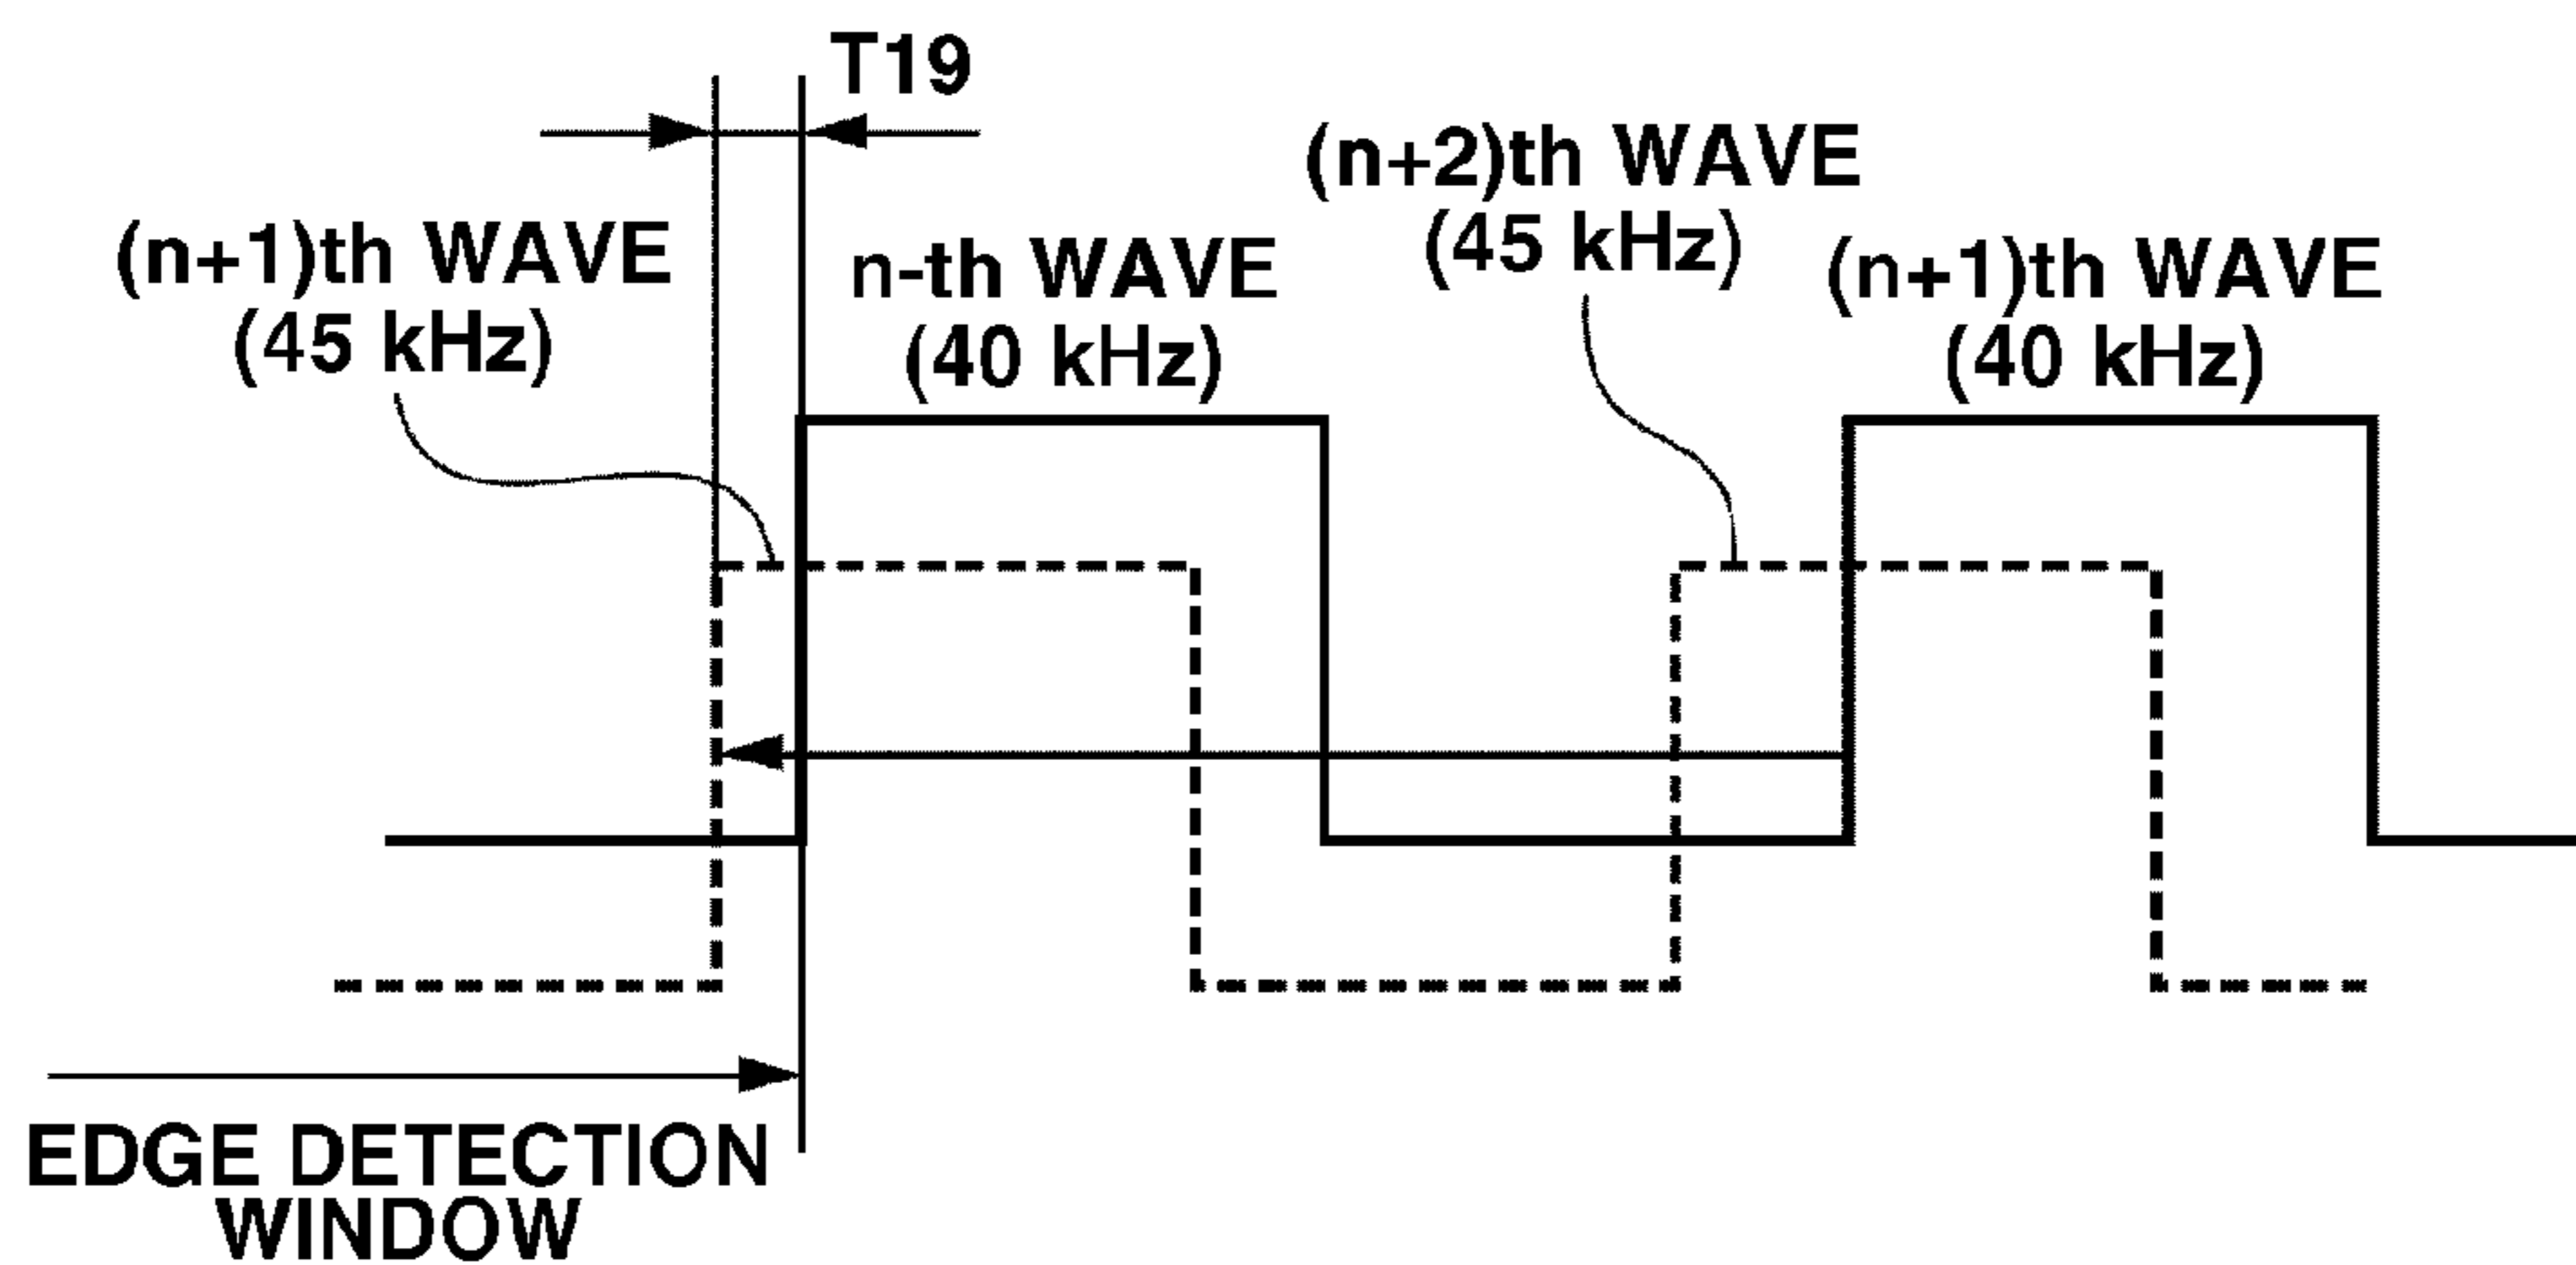 T19
(n+1)th WAVE
(45 kHz)
n-th WAVE
(40 kHz)
(n+2)th WAVE
(45 kHz)
(n+1)th WAVE
(40 kHz)
EDGE DETECTION
WINDOW